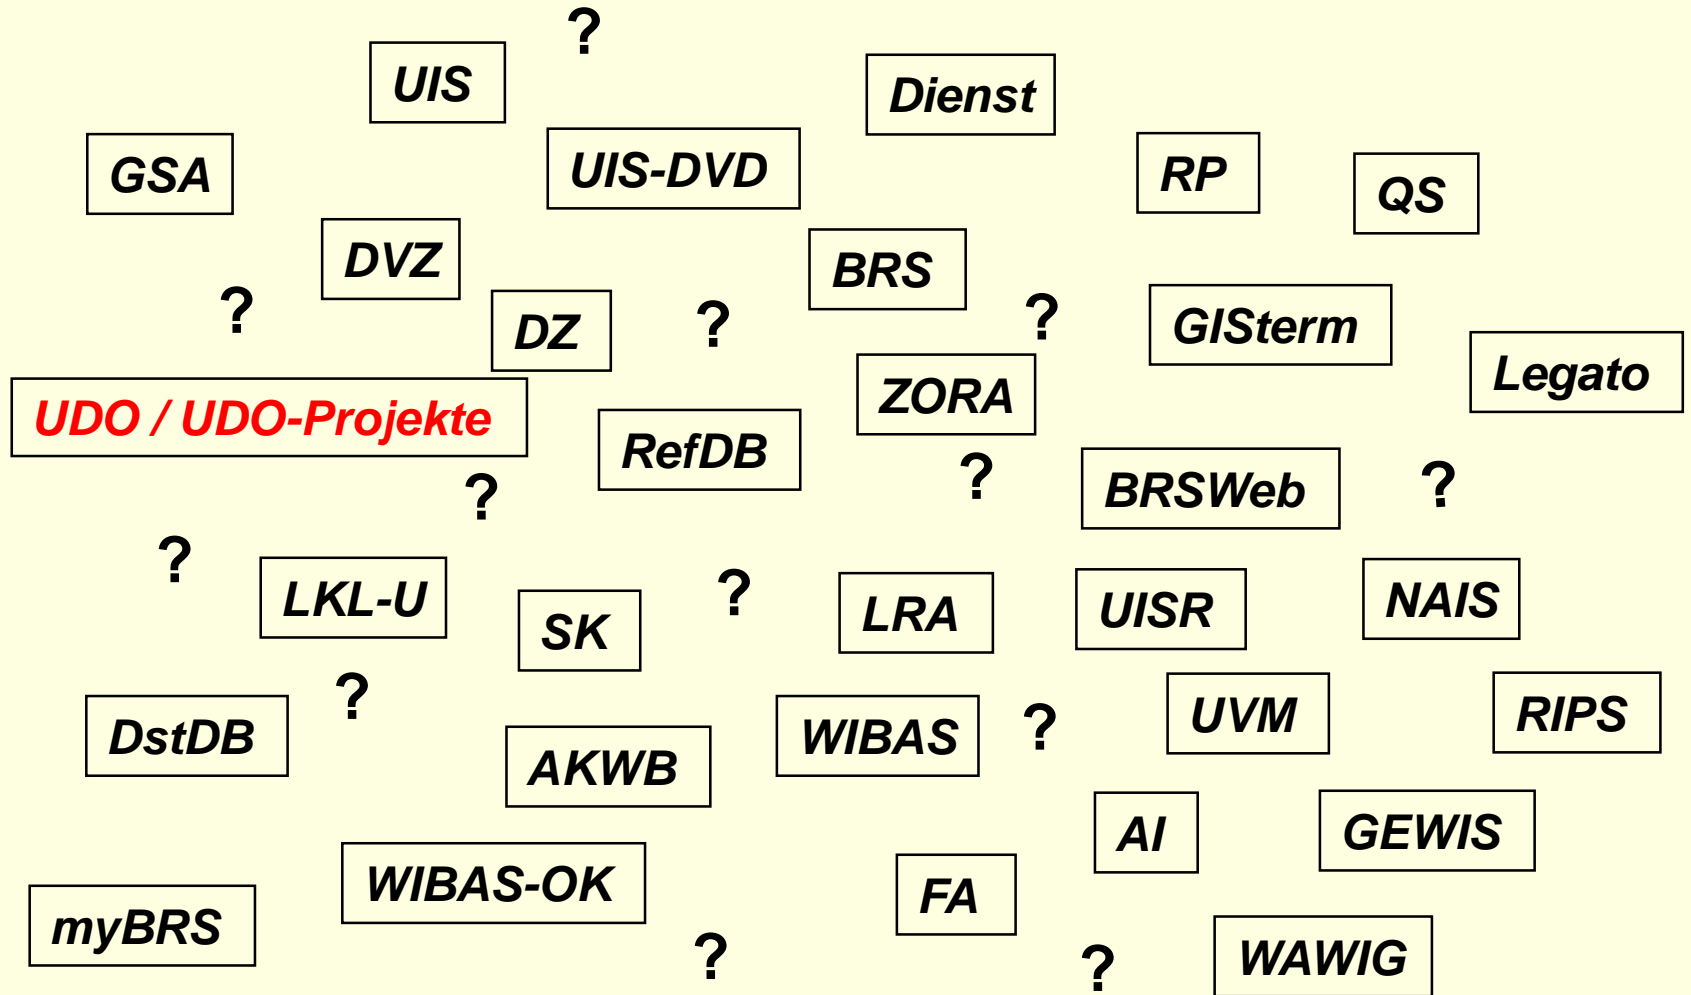 ?
UIS
Dienst
UIS-DVD
RP
GSA
QS
DVZ
BRS
?
?
?
DZ
GISterm
Legato
ZORA
UDO / UDO-Projekte
RefDB
?
BRSWeb
?
?
?
LKL-U
?
SK
LRA
UISR
NAIS
?
DstDB
WIBAS
?
UVM
RIPS
AKWB
AI
GEWIS
WIBAS-OK
FA
myBRS
?
?
WAWIG